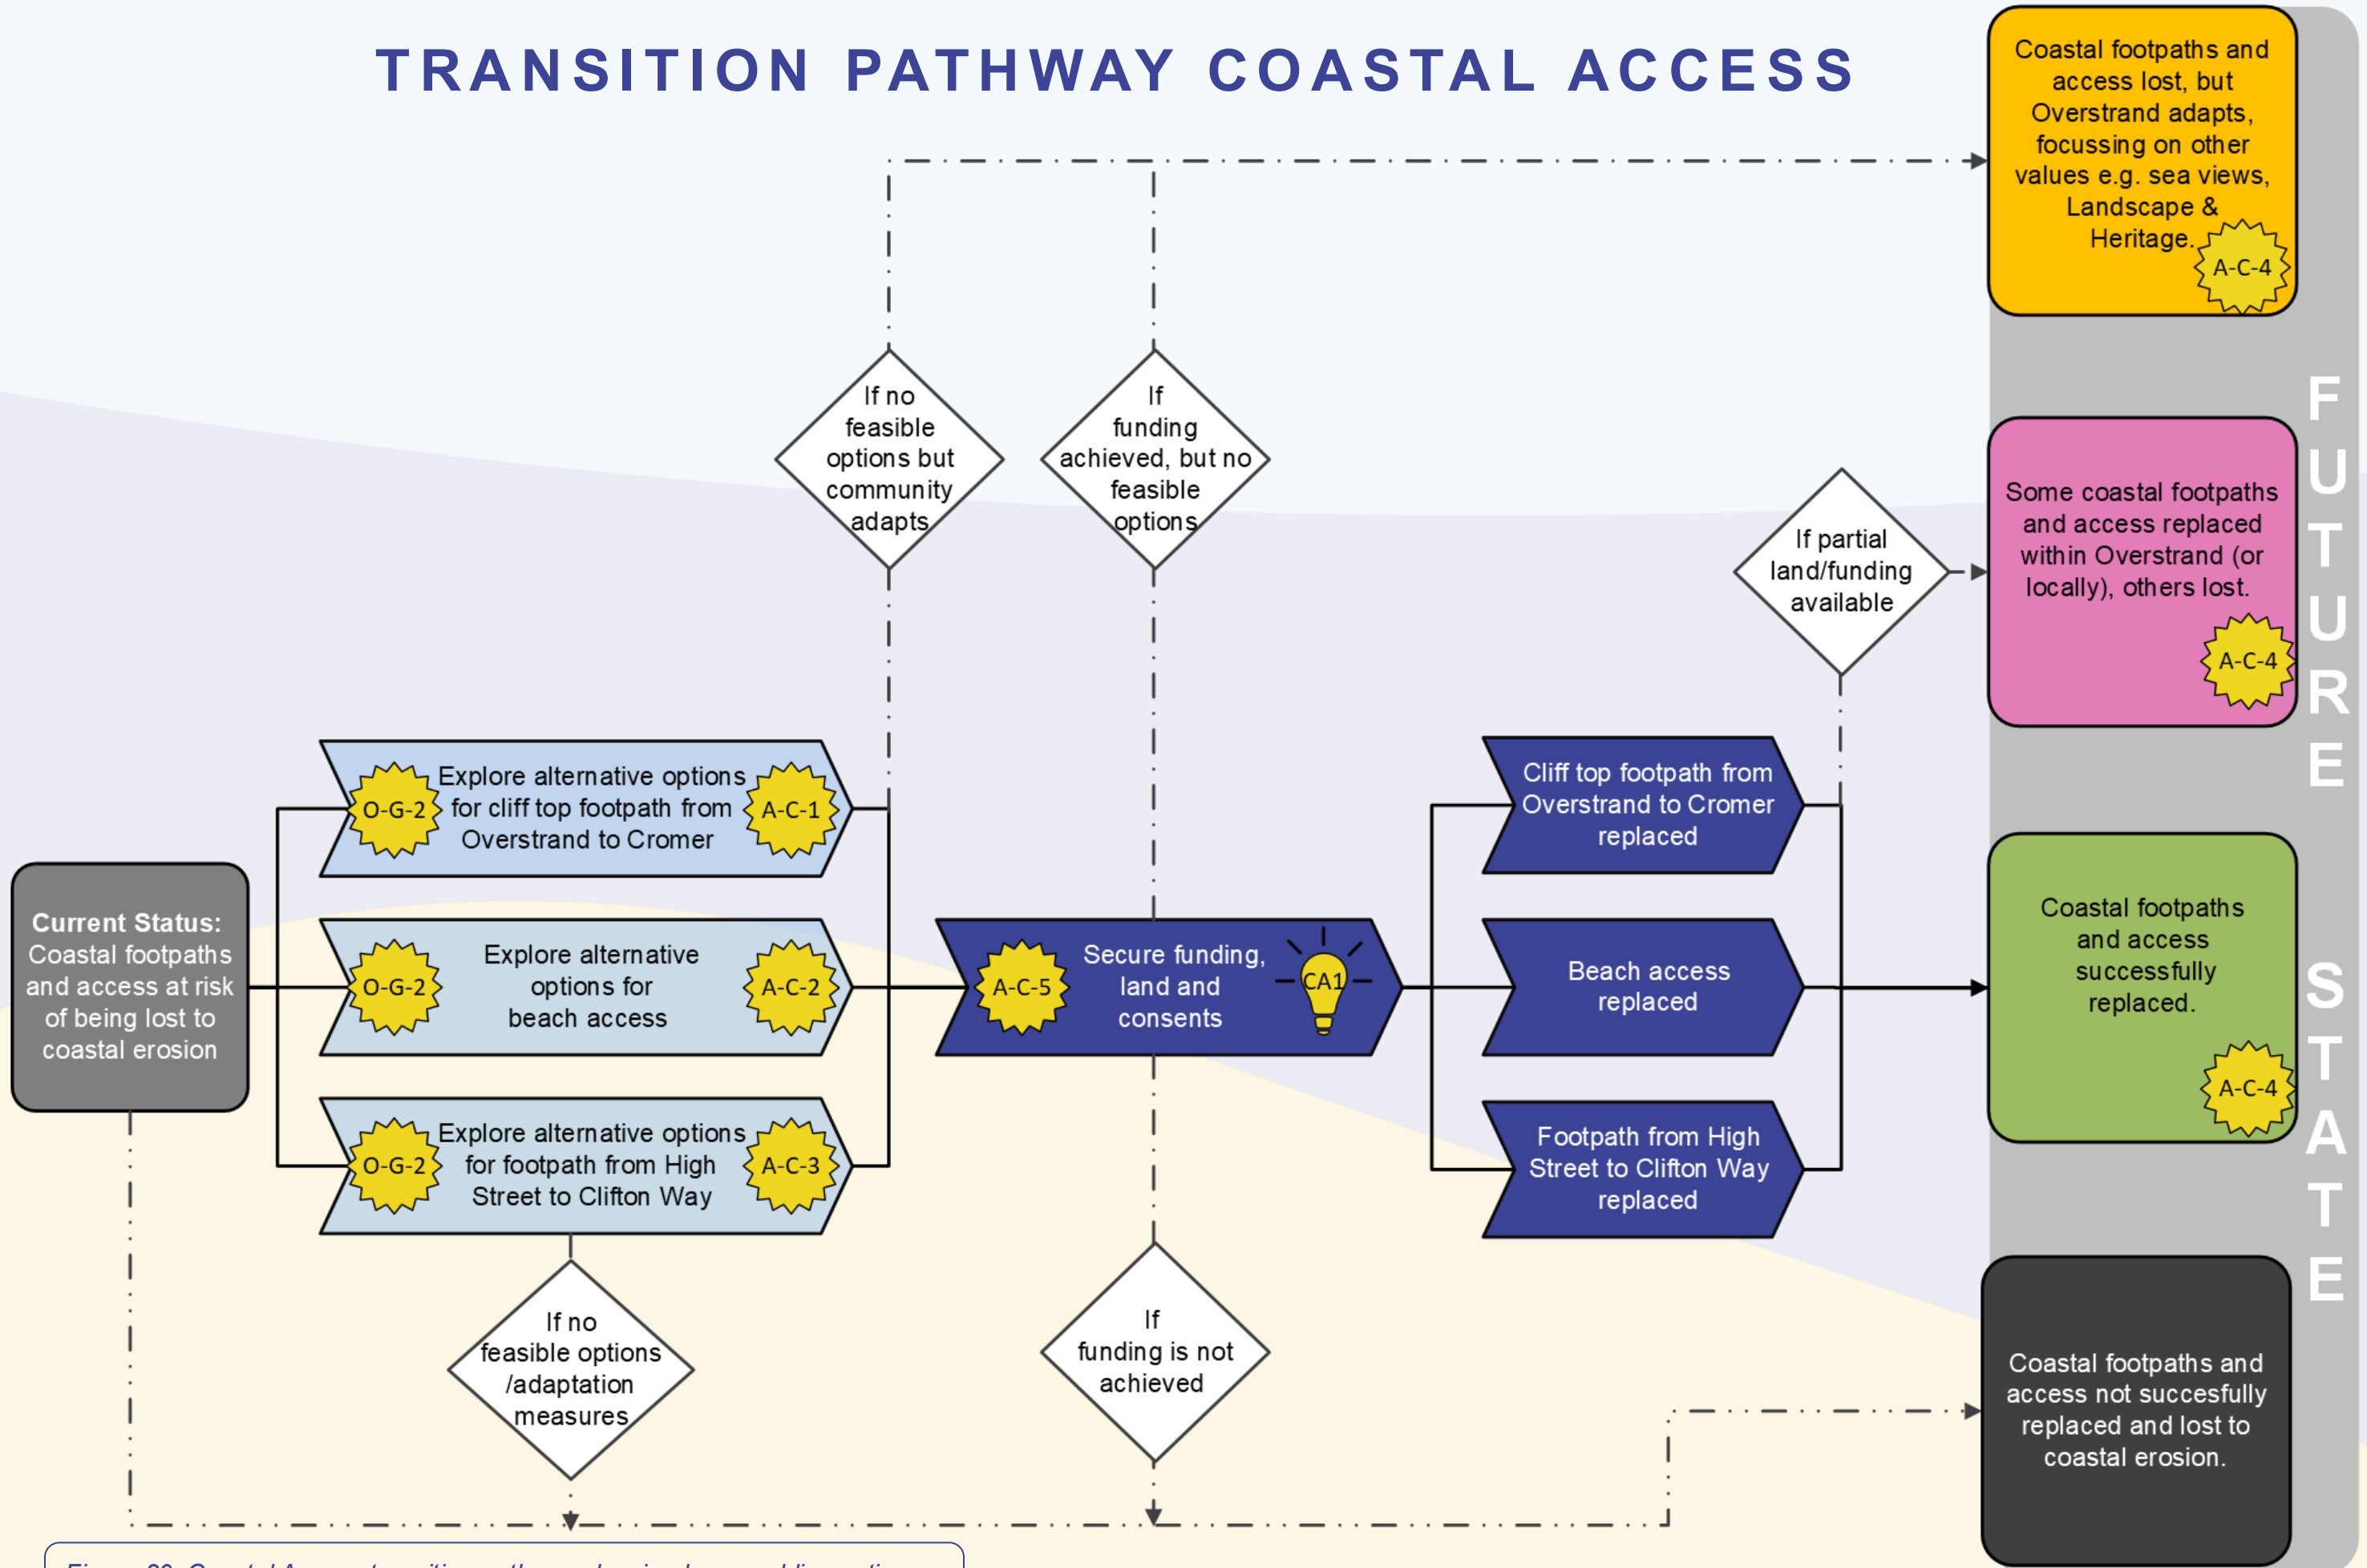 TRANSITION PATHWAY COASTAL ACCESS
Coastal footpaths and
access lost, but
Overstrand adapts,
focussing on other
values e.g. sea views,
Landscape &
Heritage.
A-C-4
If no
feasible
options but
community
adapts
If
funding
achieved, but no
feasible
options
If partial
land/funding
available
Some coastal footpaths
and access replaced
within Overstrand (or
locally), others lost.
A-C-4
FUTURE STATE
Current Status:
Coastal footpaths
and access at risk
of being lost to
coastal erosion
O-G-2
Explore alternative options
for cliff top footpath from
Overstrand to Cromer
A-C-1
O-G-2
Explore alternative
options for
beach access
A-C-2
O-G-2
Explore alternative options
for footpath from High
Street to Clifton Way
A-C-3
A-C-5
Secure funding,
land and
consents
CA1
Cliff top footpath from
Overstrand to Cromer
replaced
Beach access
replaced
Footpath from High
Street to Clifton Way
replaced
Coastal footpaths
and access
successfully
replaced.
A-C-4
If no
feasible options
/adaptation
measures
If
funding is not
achieved
Coastal footpaths and
access not succesfully
replaced and lost to
coastal erosion.